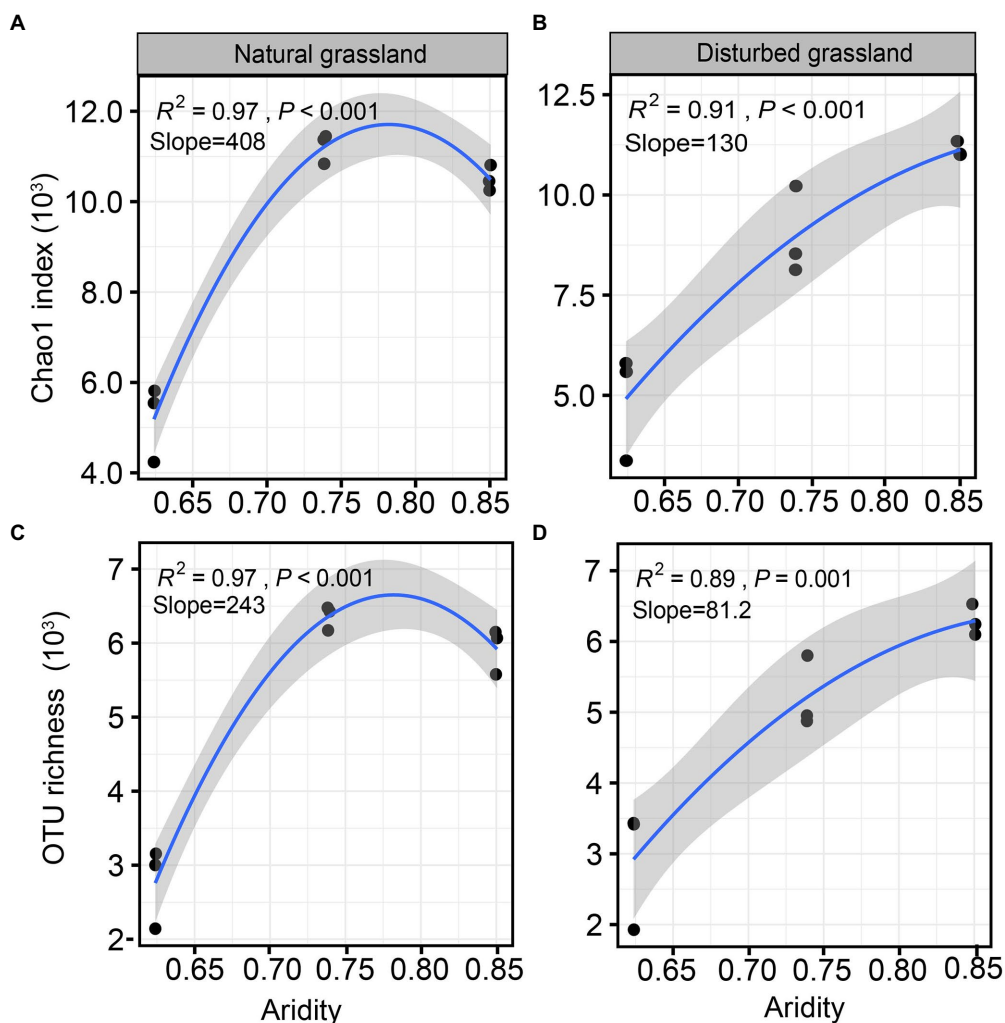 A
B
Natural grassland
Disturbed grassland
R² = 0.97 , P < 0.001
Slope=408
R² = 0.91 , P < 0.001
Slope=130
Chao1 index (10³)
12.0
10.0
8.0
6.0
4.0
12.5
10.0
7.5
5.0
0.65 0.70 0.75 0.80 0.85
0.65 0.70 0.75 0.80 0.85
C
D
R² = 0.97 , P < 0.001
Slope=243
R² = 0.89 , P = 0.001
Slope=81.2
OTU richness (10³)
7
6
5
4
3
2
7
6
5
4
3
2
0.65 0.70 0.75 0.80 0.85
0.65 0.70 0.75 0.80 0.85
Aridity
Aridity